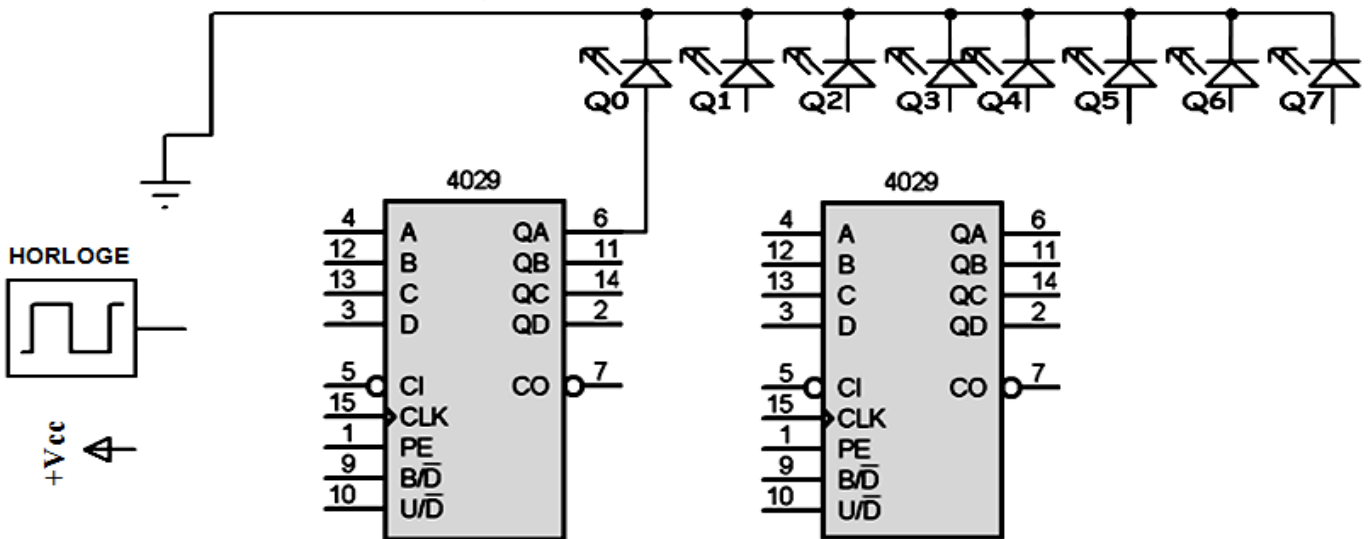 Q0 Q1 Q2 Q3 Q4 Q5 Q6 Q7
HORLOGE
+Vcc
4029
4 A QA 6
12 B QB 11
13 C QC 14
3 D QD 2
5 CI CO 7
15 CLK
1 PE
9 B/D̅
10 U/D̅
4029
4 A QA 6
12 B QB 11
13 C QC 14
3 D QD 2
5 CI CO 7
15 CLK
1 PE
9 B/D̅
10 U/D̅